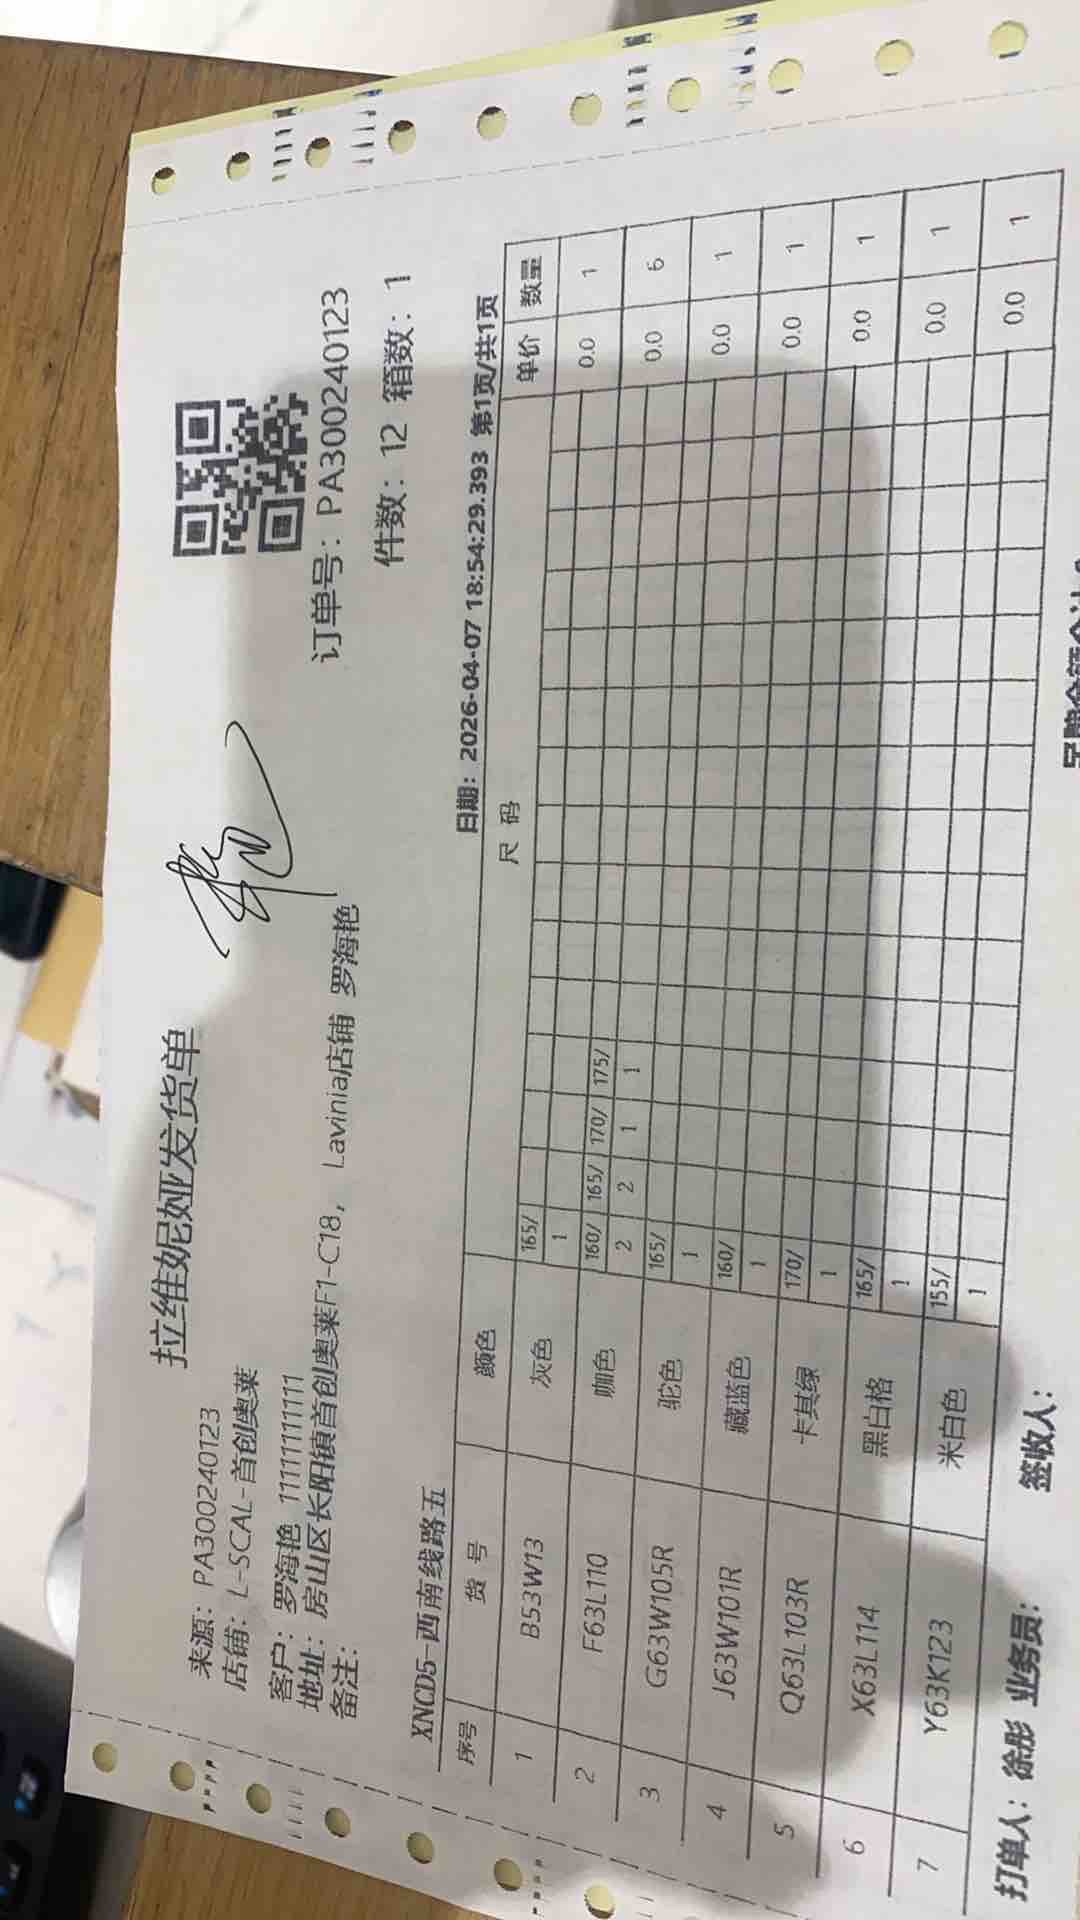 拉维妮娅发货单
来源：PA300240123
店铺：L-SCAL-首创奥莱
订单号：PA300240123
客户：罗海艳 11111111111
地址：房山区长阳镇首创奥莱F1-C18，Lavinia店铺 罗海艳
备注：
件数：12 箱数：1
XNCD5-西南线路五
日期：2026-04-07 18:54:29.393 第1页/共1页
序号 货 号 颜色 尺 码 单价 数量
1 B53W13 灰色 165/ 0.0 1
1
2 F63L110 咖色 160/ 165/ 170/ 175/ 0.0 6
2 2 1 1
3 G63W105R 驼色 165/ 0.0 1
1
4 J63W101R 藏蓝色 160/ 0.0 1
1
5 Q63L103R 卡其绿 170/ 0.0 1
1
6 X63L114 黑白格 165/ 0.0 1
1
7 Y63K123 米白色 155/ 0.0 1
1
打单人：徐彤 业务员： 签收人：